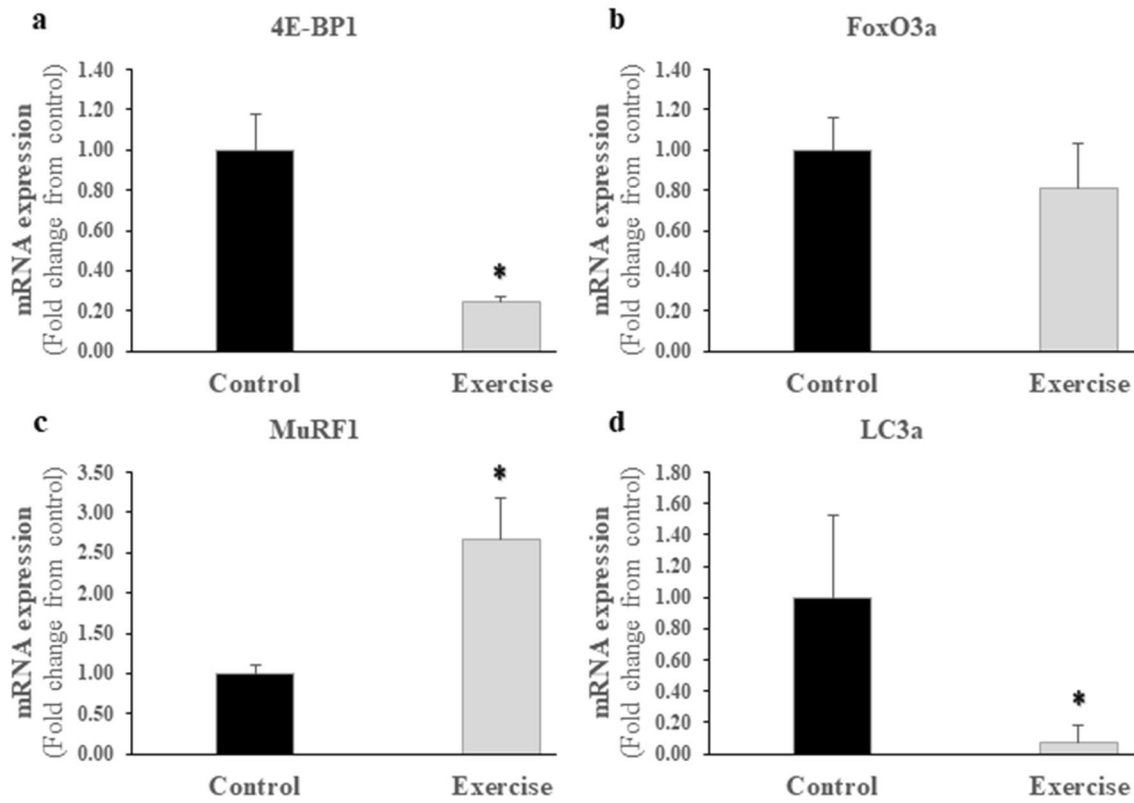 a
4E-BP1
mRNA expression
(Fold change from control)
1.40
1.20
1.00
0.80
0.60
0.40
0.20
0.00
*
Control
Exercise
b
FoxO3a
mRNA expression
(Fold change from control)
1.40
1.20
1.00
0.80
0.60
0.40
0.20
0.00
Control
Exercise
c
MuRF1
mRNA expression
(Fold change from control)
3.50
3.00
2.50
2.00
1.50
1.00
0.50
0.00
*
Control
Exercise
d
LC3a
mRNA expression
(Fold change from control)
1.80
1.60
1.40
1.20
1.00
0.80
0.60
0.40
0.20
0.00
*
Control
Exercise